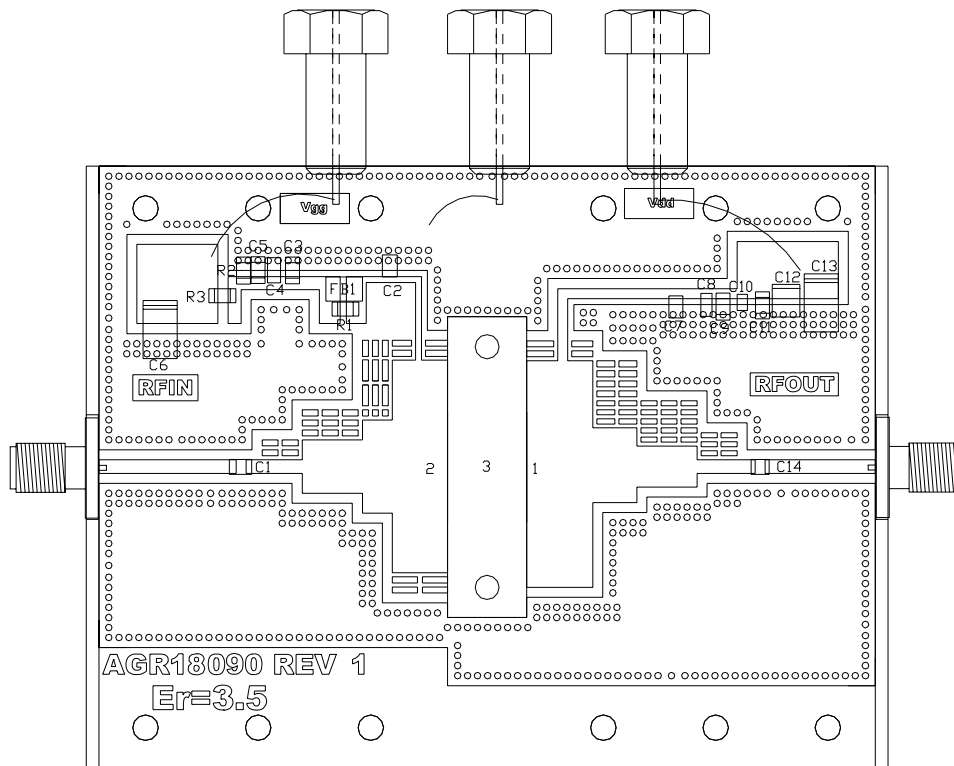 Vgg
Vdd
C5 C3
R2
C4
FB1
C2
R3
R1
C6
C13
C12
C8
C10
C7
C9
C11
RFIN
RFOUT
C1
2
3
1
C14
AGR18090 REV 1
Er=3.5